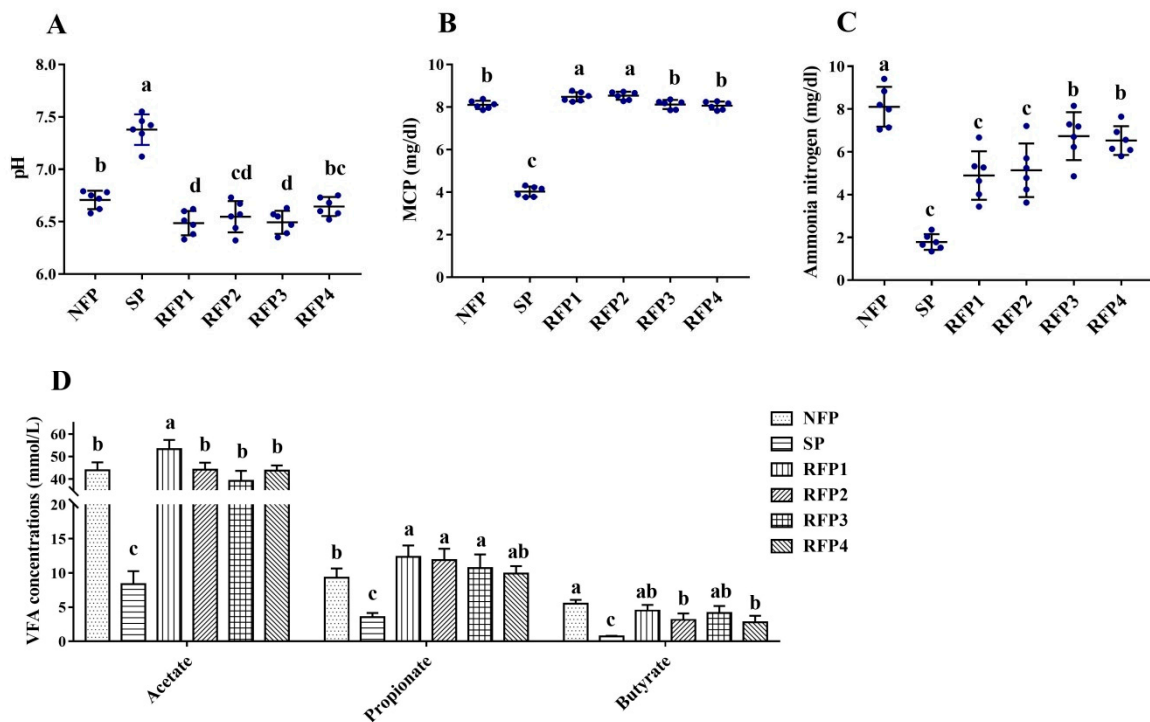 A
pH
8.0
7.5
7.0
6.5
6.0
b
a
d
cd
d
bc
NFP
SP
RFP1
RFP2
RFP3
RFP4
B
MCP (mg/dl)
10
8
6
4
2
0
b
c
a
a
b
b
NFP
SP
RFP1
RFP2
RFP3
RFP4
C
Ammonia nitrogen (mg/dl)
10
8
6
4
2
0
a
c
c
c
b
b
NFP
SP
RFP1
RFP2
RFP3
RFP4
D
VFA concentrations (mmol/L)
60
50
40
20
15
10
5
0
b
c
a
b
b
b
b
c
a
a
a
ab
a
c
ab
b
ab
b
Acetate
Propionate
Butyrate
NFP
SP
RFP1
RFP2
RFP3
RFP4